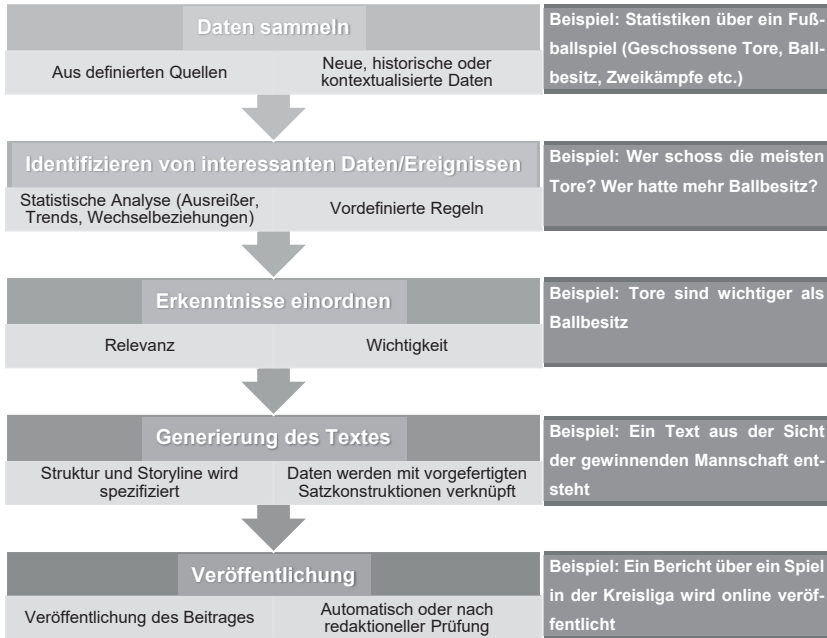 Daten sammeln
Aus definierten Quellen
Neue, historische oder
kontextualisierte Daten
Beispiel: Statistiken über ein Fuß-
ballspiel (Geschossene Tore, Ball-
besitz, Zweikämpfe etc.)
Identifizieren von interessanten Daten/Ereignissen
Statistische Analyse (Ausreißer,
Trends, Wechselbeziehungen)
Vordefinierte Regeln
Beispiel: Wer schoss die meisten
Tore? Wer hatte mehr Ballbesitz?
Erkenntnisse einordnen
Relevanz
Wichtigkeit
Beispiel: Tore sind wichtiger als
Ballbesitz
Generierung des Textes
Struktur und Storyline wird
spezifiziert
Daten werden mit vorgefertigten
Satzkonstruktionen verknüpft
Beispiel: Ein Text aus der Sicht
der gewinnenden Mannschaft ent-
steht
Veröffentlichung
Veröffentlichung des Beitrages
Automatisch oder nach
redaktioneller Prüfung
Beispiel: Ein Bericht über ein Spiel
in der Kreisliga wird online veröf-
fentlicht